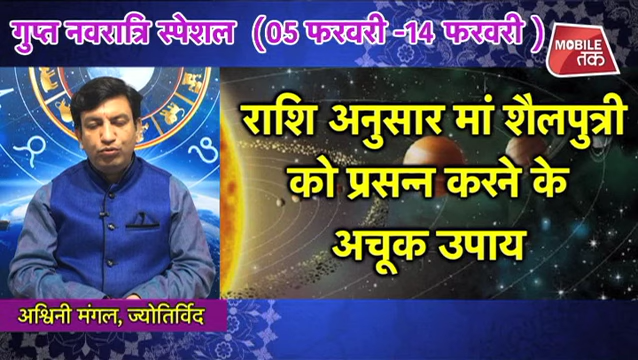 गुप्त नवरात्रि स्पेशल (05 फरवरी -14 फरवरी )
MOBILE
तक
राशि अनुसार मां शैलपुत्री
को प्रसन्न करने के
अचूक उपाय
अश्विनी मंगल, ज्योतिर्विद